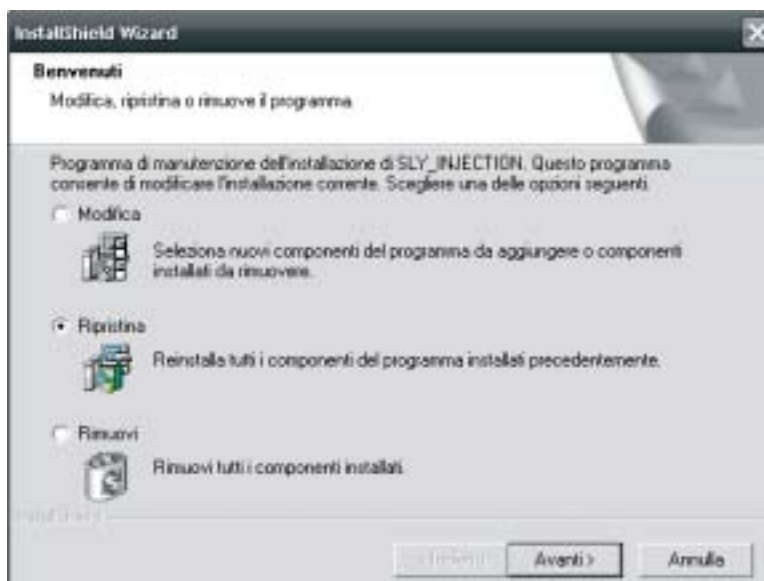 InstallShield Wizard
Benvenuti
Modifica, ripristina o rimuove il programma.
Programma di manutenzione dell'installazione di SLY_INJECTION. Questo programma
consente di modificare l'installazione corrente. Scegliere una delle opzioni seguenti.
Modifica
Seleziona nuovi componenti del programma da aggiungere o componenti
installati da rimuovere.
Ripristina
Reinstalla tutti i componenti del programma installati precedentemente.
Rimuovi
Rimuovi tutti i componenti installati.
InstallShield
Avanti >
Annulla